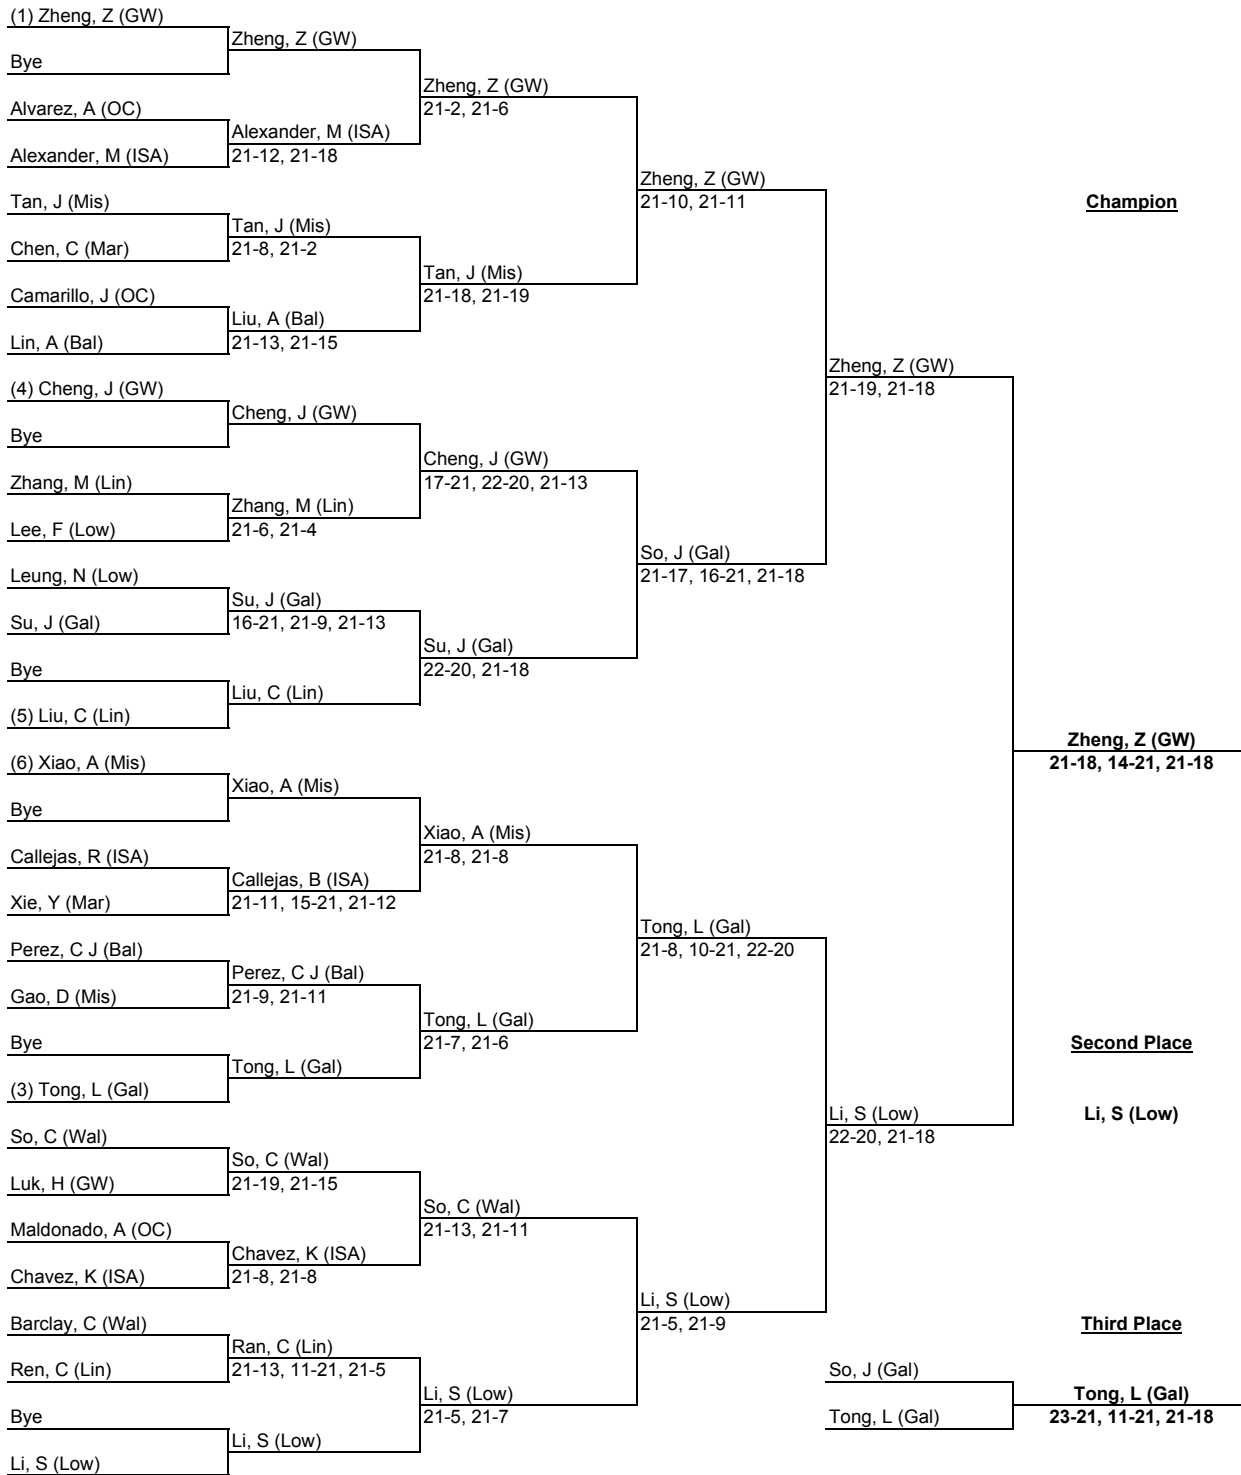 (1) Zheng, Z (GW)
Bye
Alvarez, A (OC)
Alexander, M (ISA)
Tan, J (Mis)
Chen, C (Mar)
Camarillo, J (OC)
Lin, A (Bal)
(4) Cheng, J (GW)
Bye
Zhang, M (Lin)
Lee, F (Low)
Leung, N (Low)
Su, J (Gal)
Bye
(5) Liu, C (Lin)
(6) Xiao, A (Mis)
Bye
Callejas, R (ISA)
Xie, Y (Mar)
Perez, C J (Bal)
Gao, D (Mis)
Bye
(3) Tong, L (Gal)
So, C (Wal)
Luk, H (GW)
Maldonado, A (OC)
Chavez, K (ISA)
Barclay, C (Wal)
Ren, C (Lin)
Bye
Li, S (Low)
Zheng, Z (GW)
Alexander, M (ISA)
21-12, 21-18
Tan, J (Mis)
21-8, 21-2
Liu, A (Bal)
21-13, 21-15
Cheng, J (GW)
Zhang, M (Lin)
21-6, 21-4
Su, J (Gal)
16-21, 21-9, 21-13
Liu, C (Lin)
Xiao, A (Mis)
Callejas, B (ISA)
21-11, 15-21, 21-12
Perez, C J (Bal)
21-9, 21-11
Tong, L (Gal)
So, C (Wal)
21-19, 21-15
Chavez, K (ISA)
21-8, 21-8
Ran, C (Lin)
21-13, 11-21, 21-5
Li, S (Low)
Zheng, Z (GW)
21-2, 21-6
Tan, J (Mis)
21-18, 21-19
Cheng, J (GW)
17-21, 22-20, 21-13
Su, J (Gal)
22-20, 21-18
Xiao, A (Mis)
21-8, 21-8
Tong, L (Gal)
21-7, 21-6
So, C (Wal)
21-13, 21-11
Li, S (Low)
21-5, 21-7
Zheng, Z (GW)
21-10, 21-11
So, J (Gal)
21-17, 16-21, 21-18
Tong, L (Gal)
21-8, 10-21, 22-20
Li, S (Low)
21-5, 21-9
Zheng, Z (GW)
21-19, 21-18
Li, S (Low)
22-20, 21-18
So, J (Gal)
Tong, L (Gal)
Champion
Zheng, Z (GW)
21-18, 14-21, 21-18
Second Place
Li, S (Low)
Third Place
Tong, L (Gal)
23-21, 11-21, 21-18